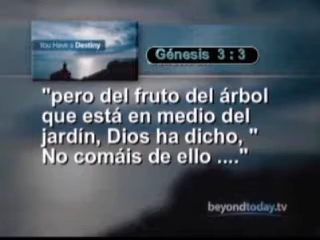 You Have a Destiny
Génesis 3 : 3
"pero del fruto del árbol
que está en medio del
jardín, Dios ha dicho, "
No comáis de ello ...."
beyondtoday.tv